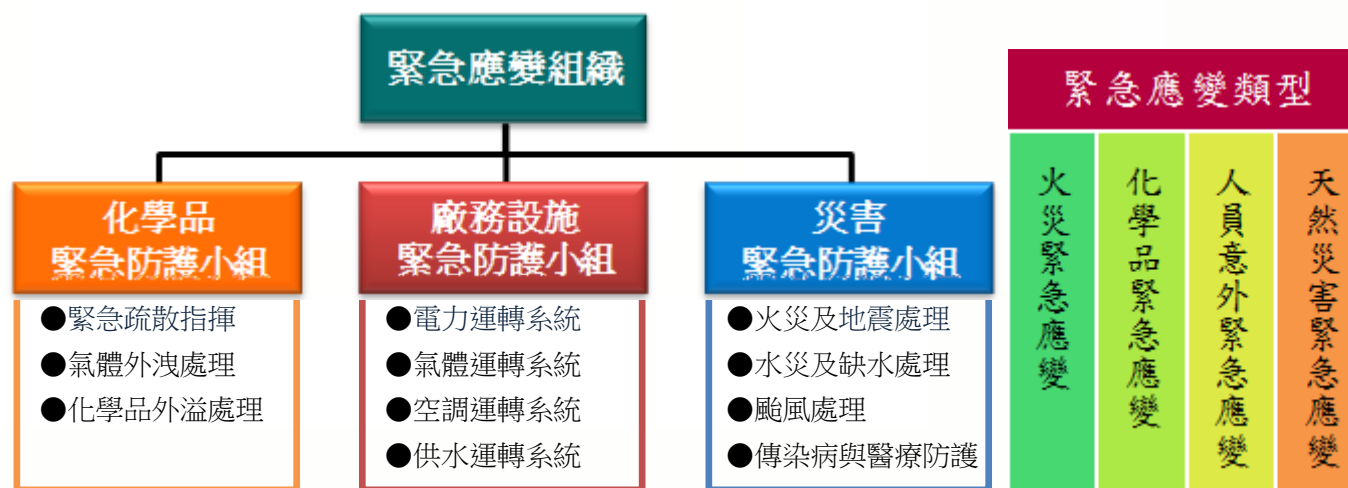 緊急應變組織
化學品
緊急防護小組
●緊急疏散指揮
●氣體外洩處理
●化學品外溢處理
廠務設施
緊急防護小組
●電力運轉系統
●氣體運轉系統
●空調運轉系統
●供水運轉系統
災害
緊急防護小組
●火災及地震處理
●水災及缺水處理
●颱風處理
●傳染病與醫療防護
緊急應變類型
火災緊急應變
化學品緊急應變
人員意外緊急應變
天然災害緊急應變